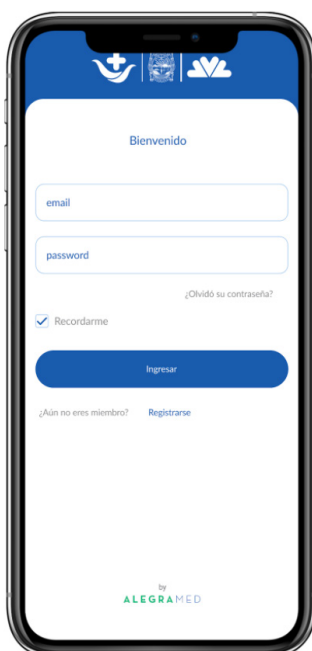 Bienvenido
email
password
¿Olvidó su contraseña?
Recordarme
Ingresar
¿Aún no eres miembro? Registrarse
by
ALEGRAMED